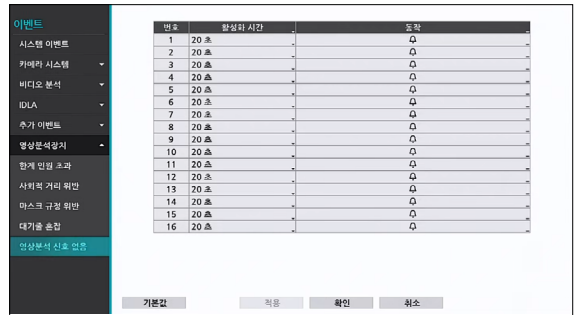 이벤트
시스템 이벤트
카메라 시스템
비디오 분석
IDLA
추가 이벤트
영상분석장치
한계 인원 초과
사회적 거리 위반
마스크 규정 위반
대기줄 혼잡
영상분석 신호 없음
번호 활성화 시간 동작
1 20 초
2 20 초
3 20 초
4 20 초
5 20 초
6 20 초
7 20 초
8 20 초
9 20 초
10 20 초
11 20 초
12 20 초
13 20 초
14 20 초
15 20 초
16 20 초
기본값 적용 확인 취소